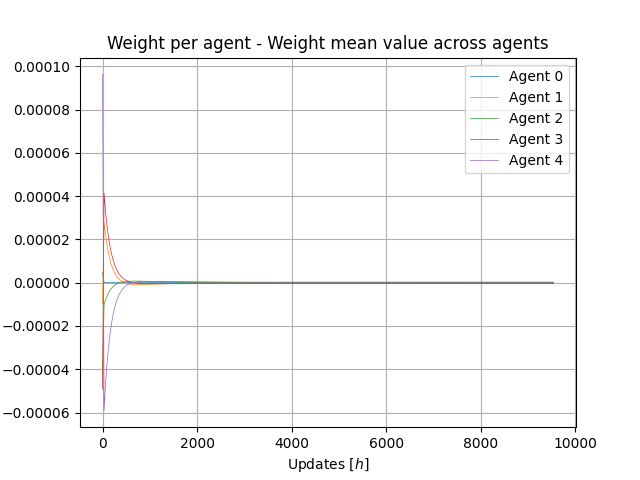 Weight per agent - Weight mean value across agents
0.00010
0.00008
0.00006
0.00004
0.00002
0.00000
−0.00002
−0.00004
−0.00006
Agent 0
Agent 1
Agent 2
Agent 3
Agent 4
0 2000 4000 6000 8000 10000
Updates [h]